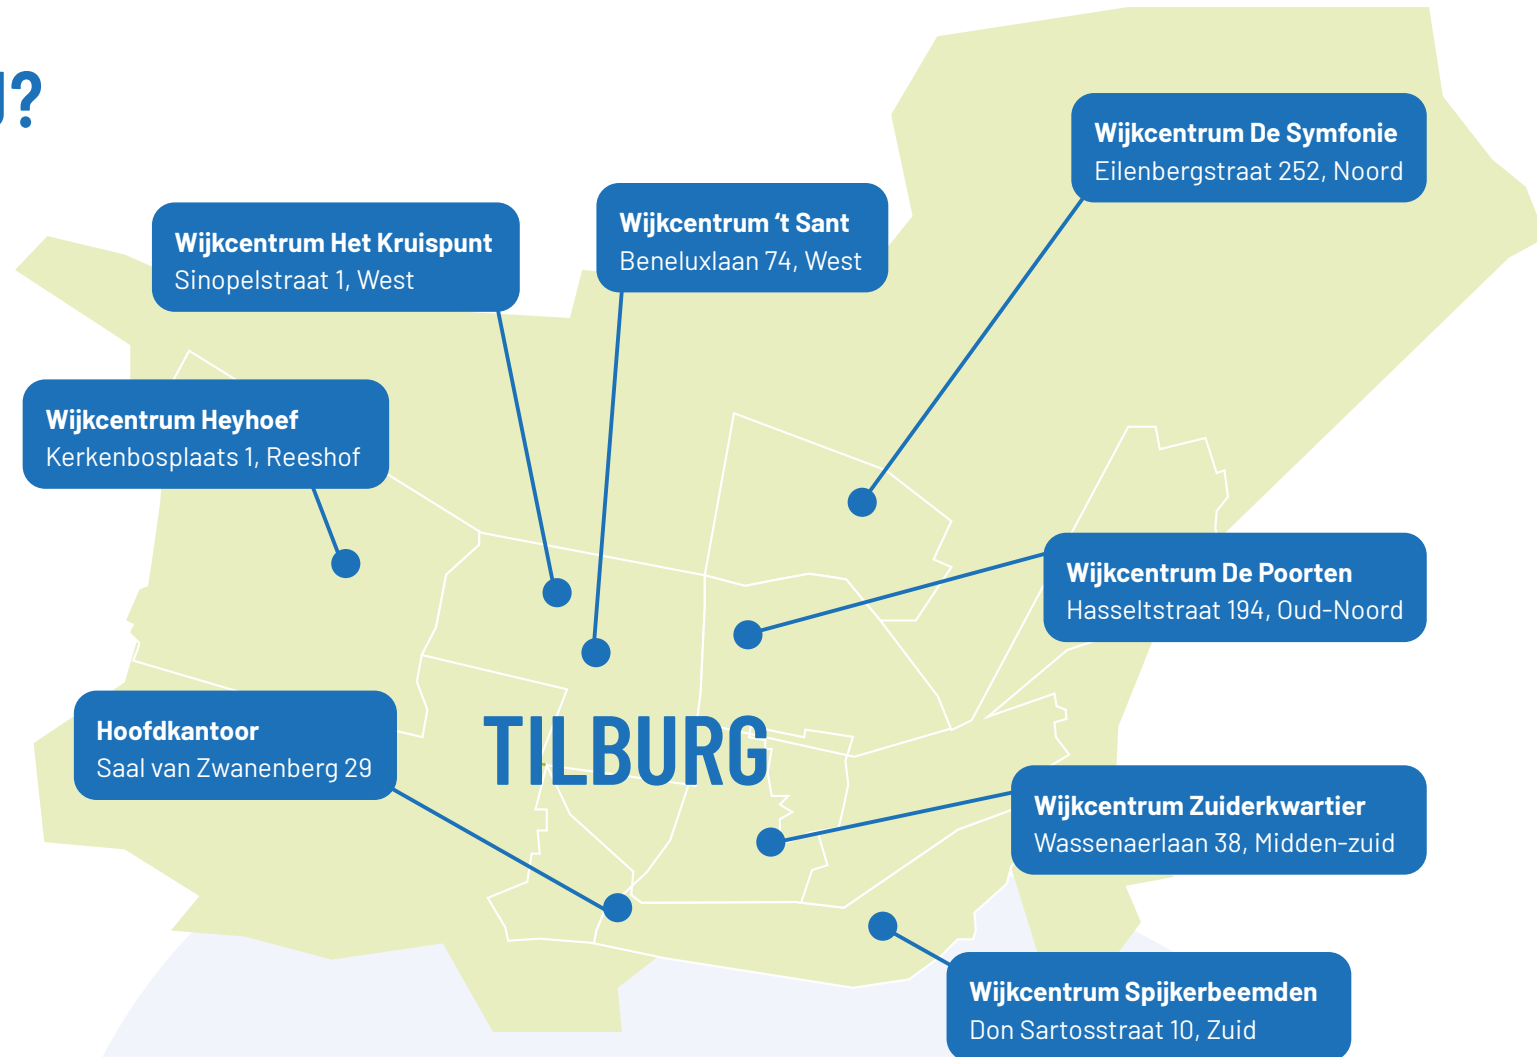 ?
Wijkcentrum De Symfonie
Eilenbergstraat 252, Noord
Wijkcentrum 't Sant
Beneluxlaan 74, West
Wijkcentrum Het Kruispunt
Sinopelstraat 1, West
Wijkcentrum Heyhoef
Kerkenbosplaats 1, Reeshof
Wijkcentrum De Poorten
Hasseltstraat 194, Oud-Noord
Hoofdkantoor
Saal van Zwanenberg 29
TILBURG
Wijkcentrum Zuiderkwartier
Wassenaerlaan 38, Midden-zuid
Wijkcentrum Spijkerbeemden
Don Sartosstraat 10, Zuid